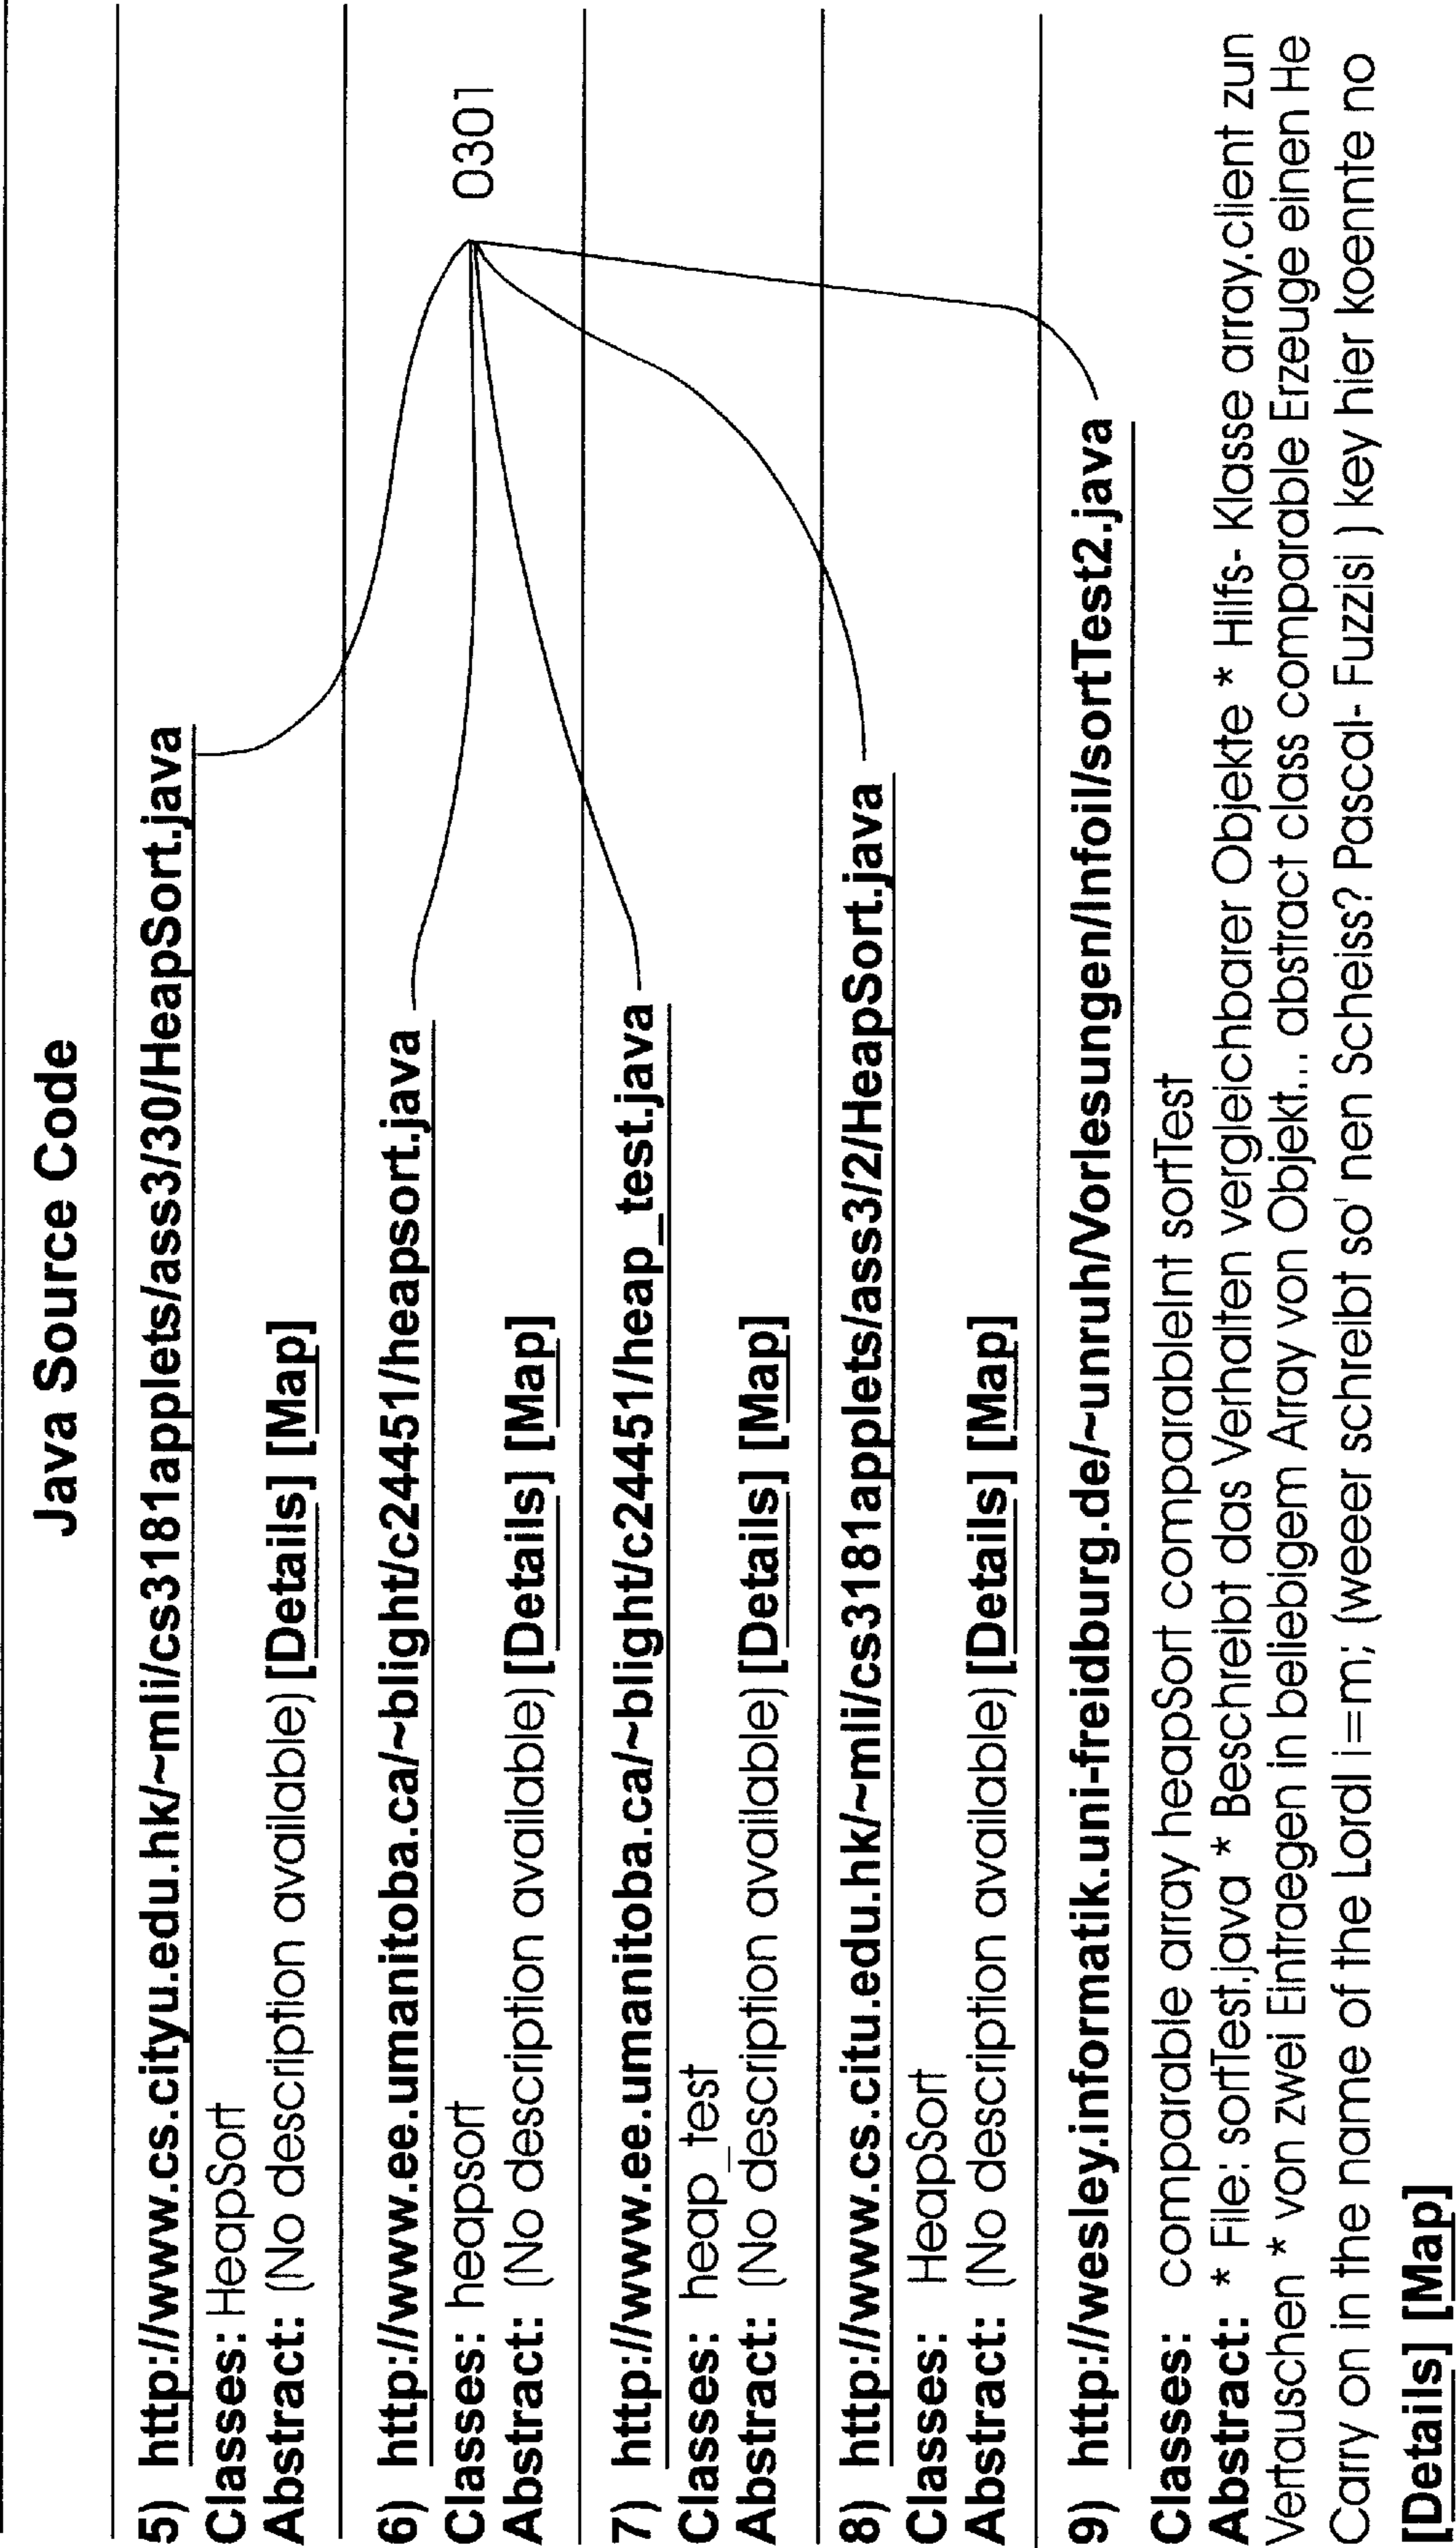 Java Source Code
5) http://www.cs.cityu.edu.hk/~mli/cs3181applets/ass3/30/HeapSort.java
Classes: HeapSort
Abstract: (No description available) [Details] [Map]
0301
6) http://www.ee.umanitoba.ca/~blight/c24451/heapsort.java
Classes: heapsort
Abstract: (No description available) [Details] [Map]
7) http://www.ee.umanitoba.ca/~blight/c24451/heap_test.java
Classes: heap_test
Abstract: (No description available) [Details] [Map]
8) http://www.cs.citu.edu.hk/~mli/cs3181applets/ass3/2/HeapSort.java
Classes: HeapSort
Abstract: (No description available) [Details] [Map]
9) http://wesley.informatik.uni-freidburg.de/~unruh/Vorlesungen/Infoil/sortTest2.java
Classes: comparable array heapSort comparableInt sortTest
Abstract: * File: sortTest.java * Beschreibt das Verhalten vergleichbarer Objekte * Hilfs- Klasse array.client zun
Vertauschen * von zwei Eintraegen in beliebigem Array von Objekt... abstract class comparable Erzeuge einen He
Carry on in the name of the Lordl i=m; (weeer schreibt so' nen Scheiss? Pascal- Fuzzisi ) key hier koennte no
[Details] [Map]